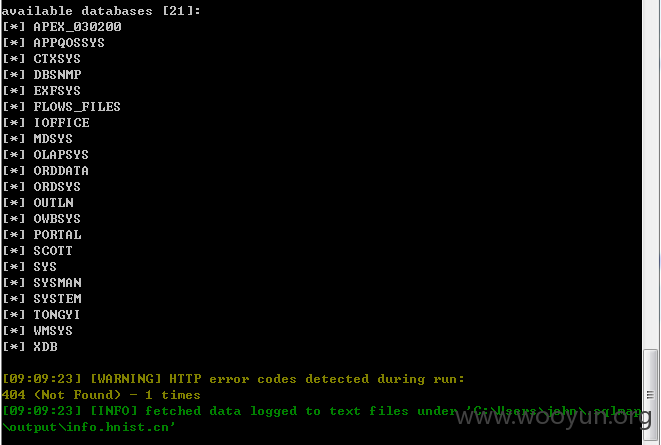 available databases [21]:
[*] APEX_030200
[*] APPQOSSYS
[*] CTXSYS
[*] DBSNMP
[*] EXFSYS
[*] FLOWS_FILES
[*] IOFFICE
[*] MDSYS
[*] OLAPSYS
[*] ORDDATA
[*] ORDSYS
[*] OUTLN
[*] OWBSYS
[*] PORTAL
[*] SCOTT
[*] SYS
[*] SYSMAN
[*] SYSTEM
[*] TONGYI
[*] WMSYS
[*] XDB
[09:09:23] [WARNING] HTTP error codes detected during run:
404 (Not Found) - 1 times
[09:09:23] [INFO] fetched data logged to text files under 'C:\Users\john\.sqlmap
\output\info.hnist.cn'
www.wooyun.org